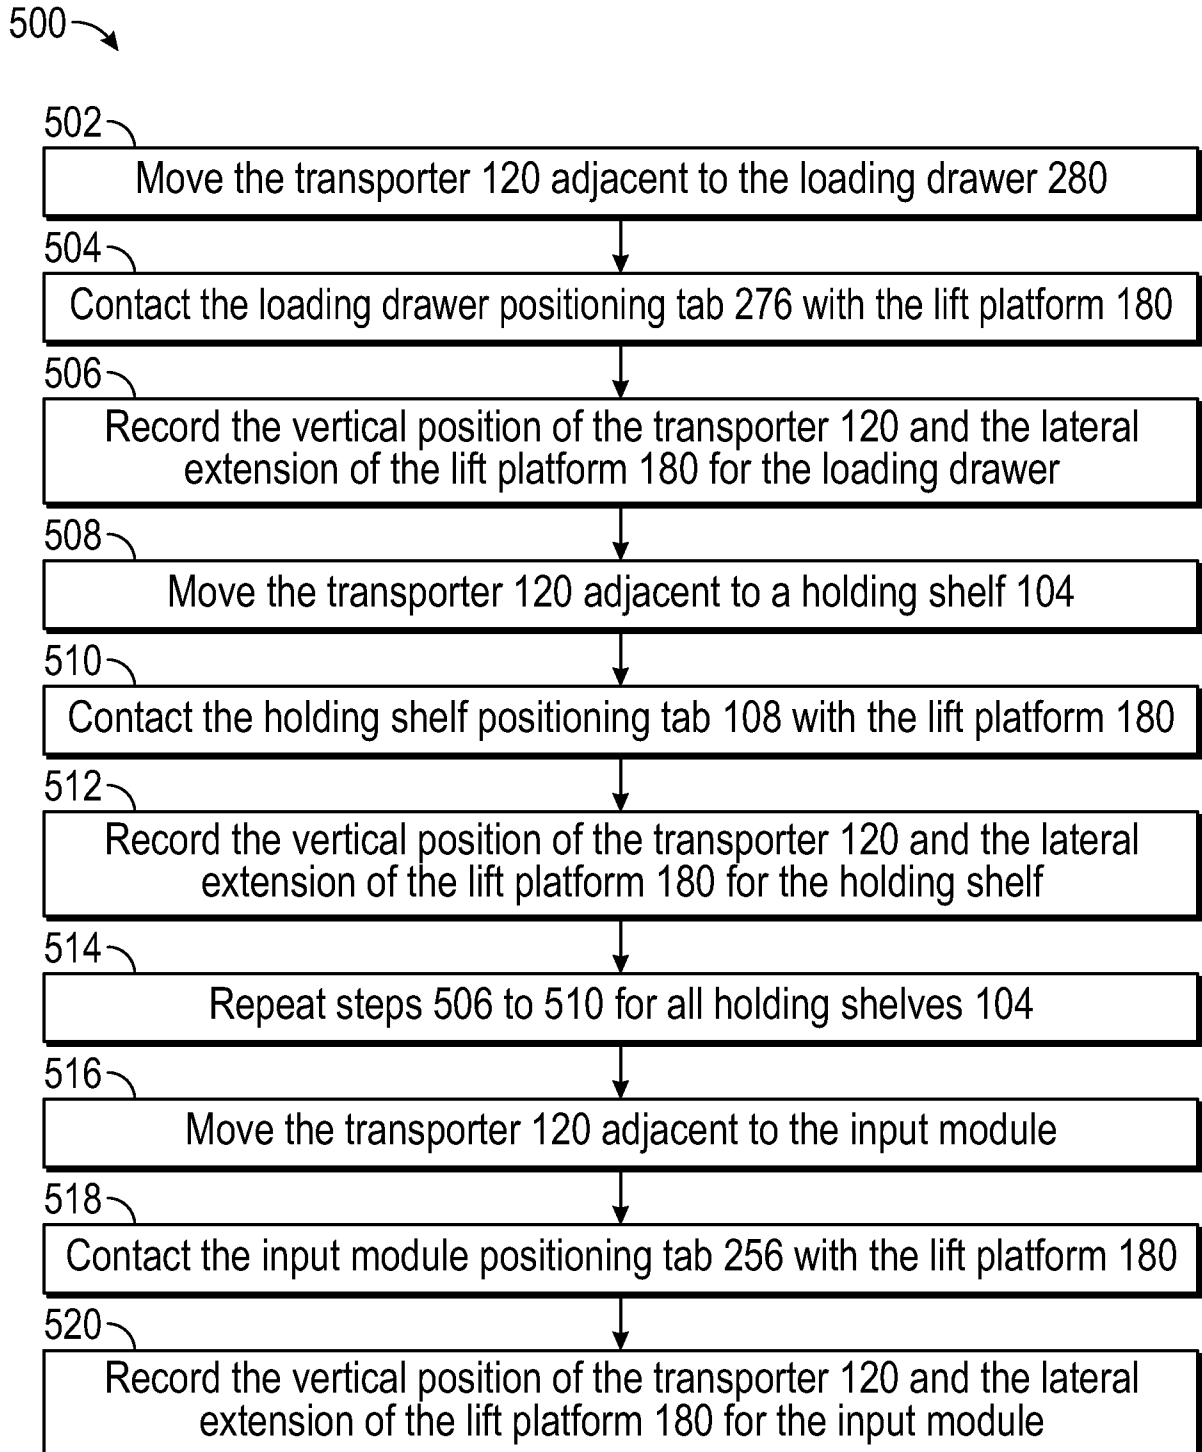 500
502
Move the transporter 120 adjacent to the loading drawer 280
504
Contact the loading drawer positioning tab 276 with the lift platform 180
506
Record the vertical position of the transporter 120 and the lateral
extension of the lift platform 180 for the loading drawer
508
Move the transporter 120 adjacent to a holding shelf 104
510
Contact the holding shelf positioning tab 108 with the lift platform 180
512
Record the vertical position of the transporter 120 and the lateral
extension of the lift platform 180 for the holding shelf
514
Repeat steps 506 to 510 for all holding shelves 104
516
Move the transporter 120 adjacent to the input module
518
Contact the input module positioning tab 256 with the lift platform 180
520
Record the vertical position of the transporter 120 and the lateral
extension of the lift platform 180 for the input module